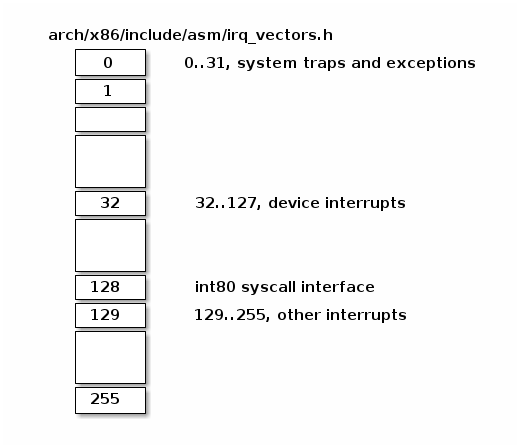 arch/x86/include/asm/irq_vectors.h
0 0..31, system traps and exceptions
1
32 32..127, device interrupts
128 int80 syscall interface
129 129..255, other interrupts
255